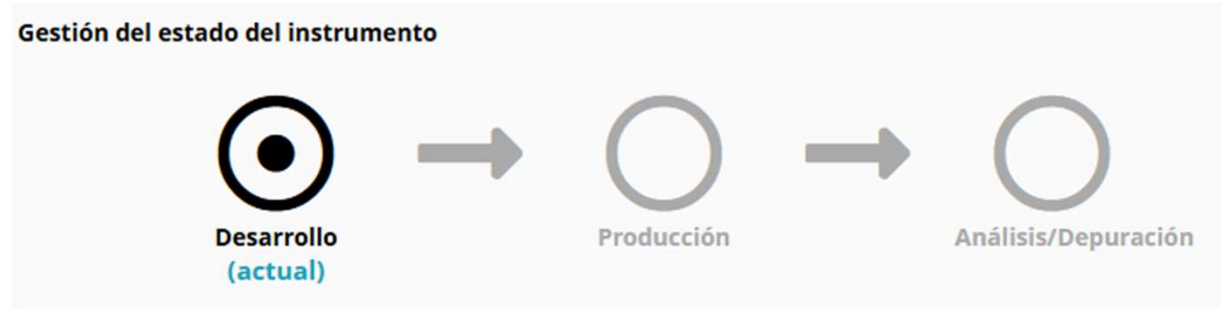 Gestión del estado del instrumento
Desarrollo
(actual)
Producción
Análisis/Depuración